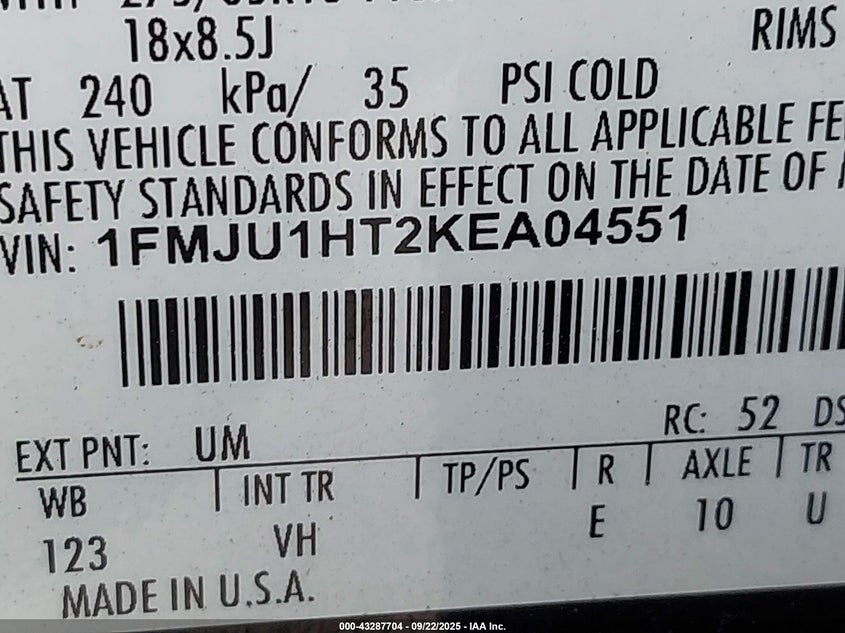 18x8.5J
RIMS
AT 240 kPa/ 35 PSI COLD
THIS VEHICLE CONFORMS TO ALL APPLICABLE FE
SAFETY STANDARDS IN EFFECT ON THE DATE OF
VIN: 1FMJU1HT2KEA04551
EXT PNT: UM RC: 52 DS
WB INT TR TP/PS R AXLE TR
123 VH E 10 U
MADE IN U.S.A.
000-43287704 - 09/22/2025 - IAA Inc.